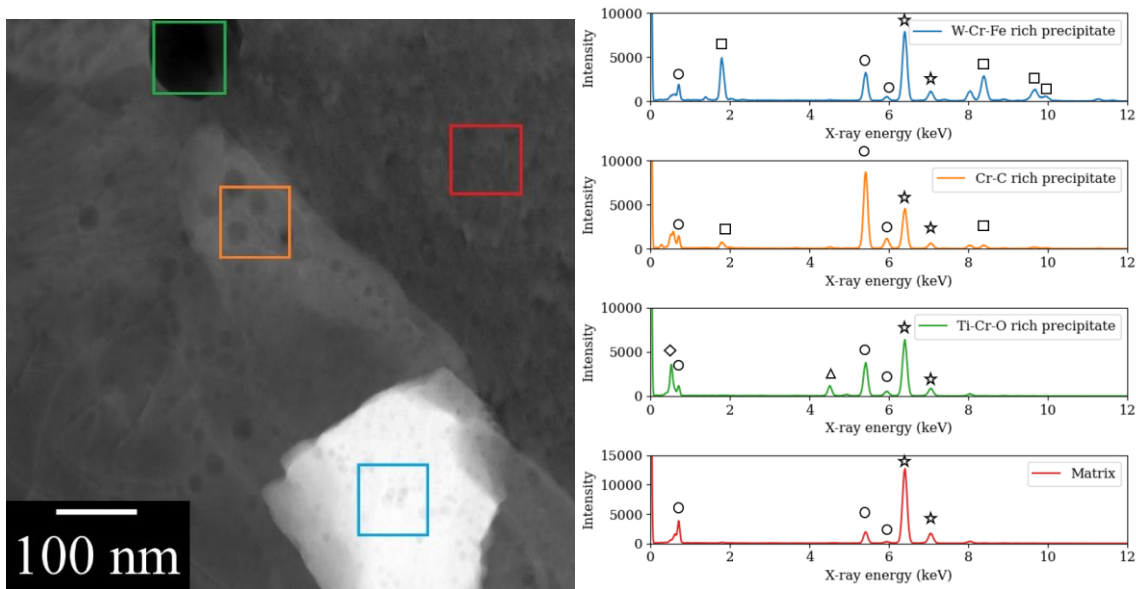 100 nm
10000
5000
0
Intensity
W-Cr-Fe rich precipitate
0 2 4 6 8 10 12
X-ray energy (keV)
10000
5000
0
Intensity
Cr-C rich precipitate
0 2 4 6 8 10 12
X-ray energy (keV)
10000
5000
0
Intensity
Ti-Cr-O rich precipitate
0 2 4 6 8 10 12
X-ray energy (keV)
15000
10000
5000
0
Intensity
Matrix
0 2 4 6 8 10 12
X-ray energy (keV)